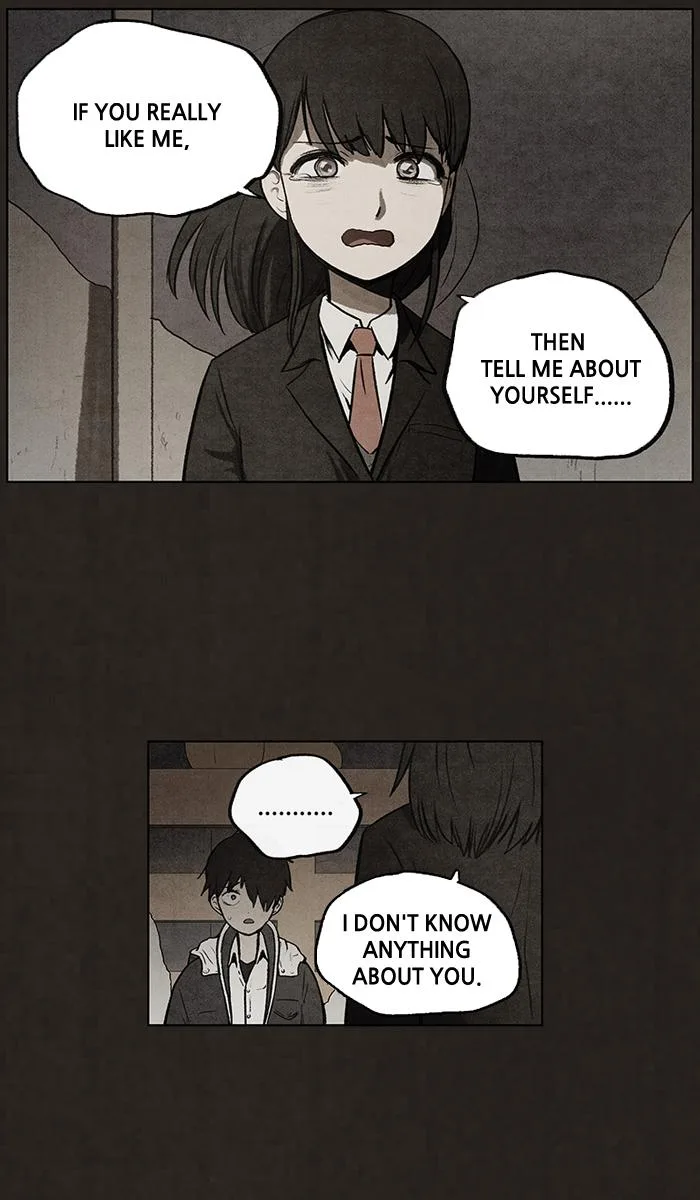 IF YOU REALLY
LIKE ME,
THEN
TELL ME ABOUT
YOURSELF......
............
I DON'T KNOW
ANYTHING
ABOUT YOU.